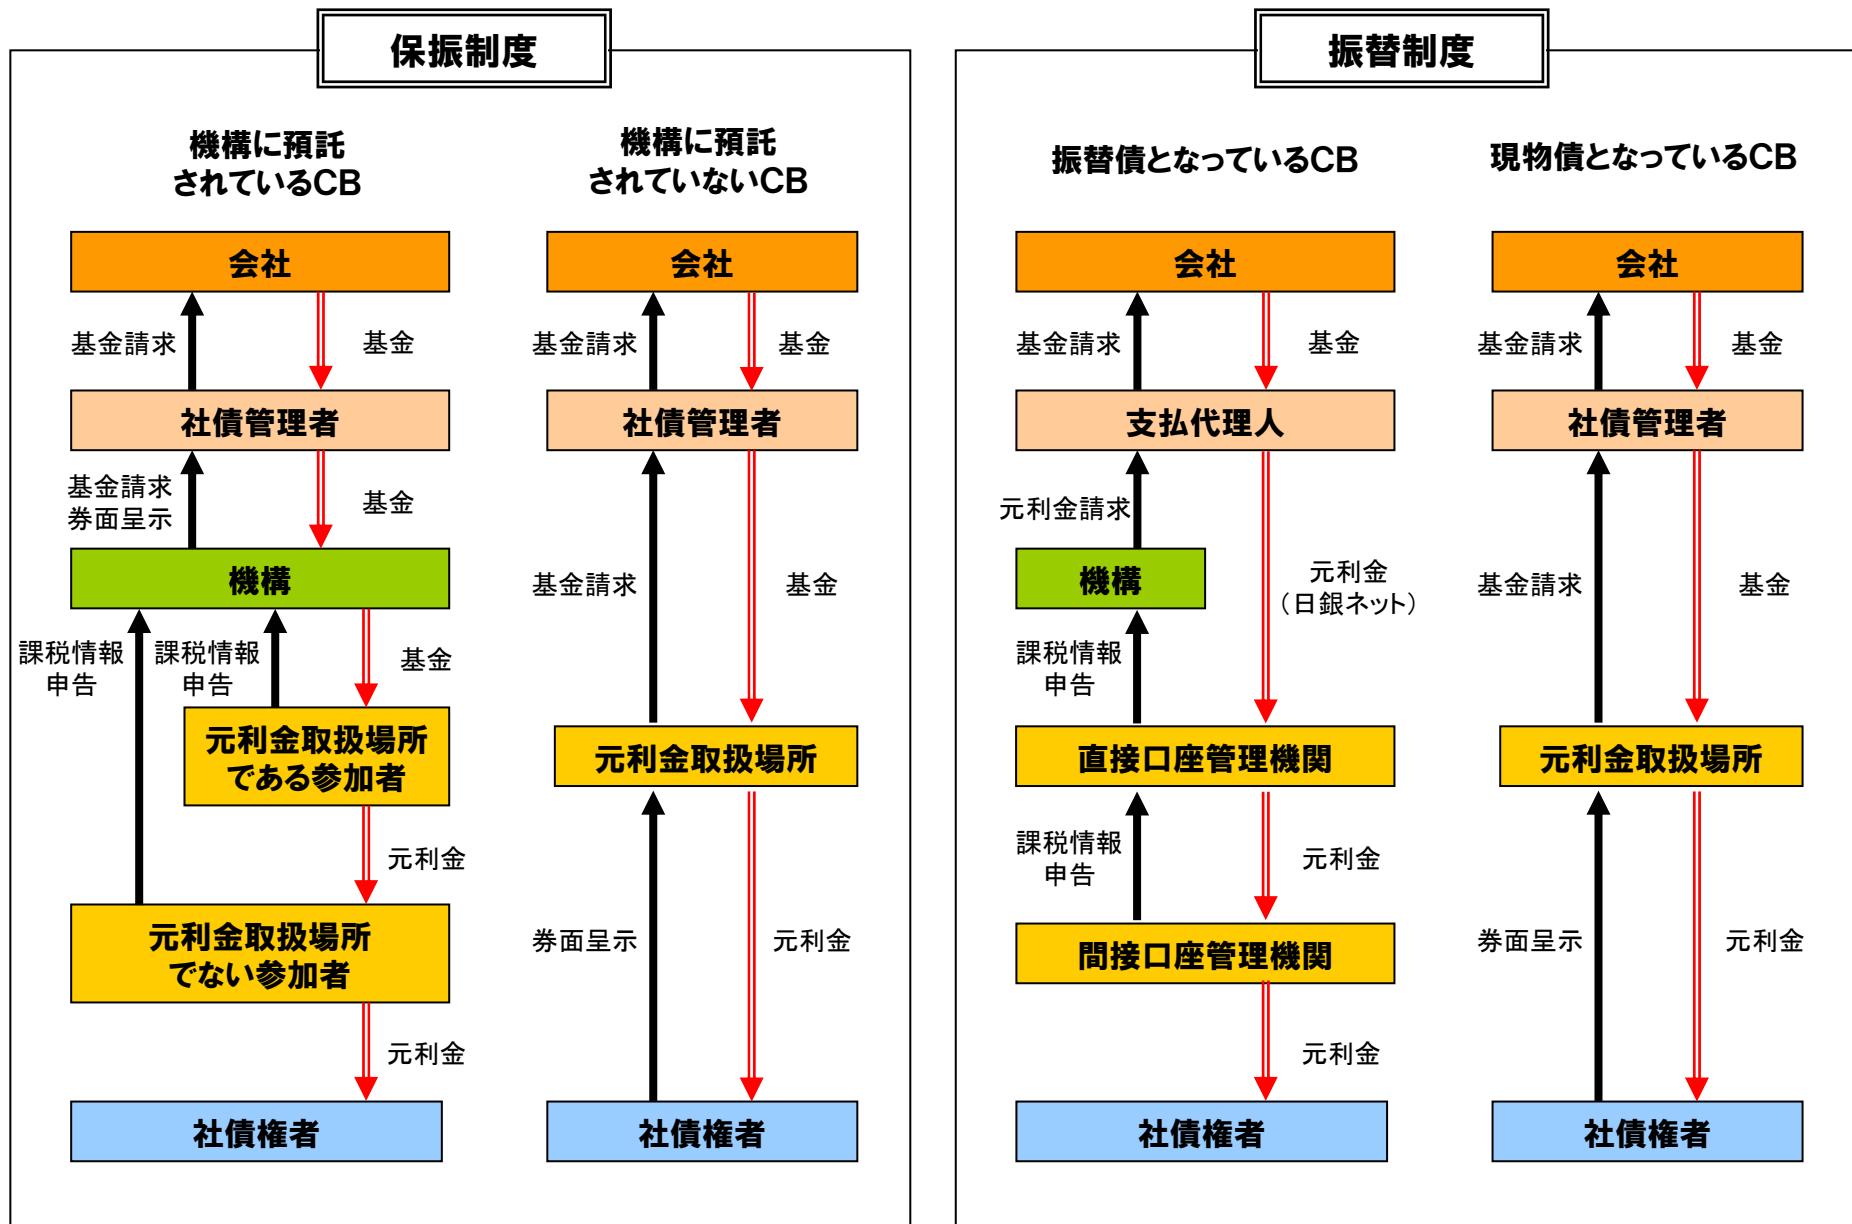 保振制度
機構に預託
されているCB
機構に預託
されていないCB
会社
基金請求
基金
社債管理者
基金請求
券面呈示
基金
機構
課税情報
申告
課税情報
申告
基金
元利金取扱場所
である参加者
元利金
元利金取扱場所
でない参加者
元利金
社債権者
会社
基金請求
基金
社債管理者
基金請求
基金
元利金取扱場所
券面呈示
元利金
社債権者
振替制度
振替債となっているCB
現物債となっているCB
会社
基金請求
基金
支払代理人
元利金請求
機構
元利金
（日銀ネット）
課税情報
申告
直接口座管理機関
課税情報
申告
元利金
間接口座管理機関
元利金
社債権者
会社
基金請求
基金
社債管理者
基金請求
基金
元利金取扱場所
券面呈示
元利金
社債権者